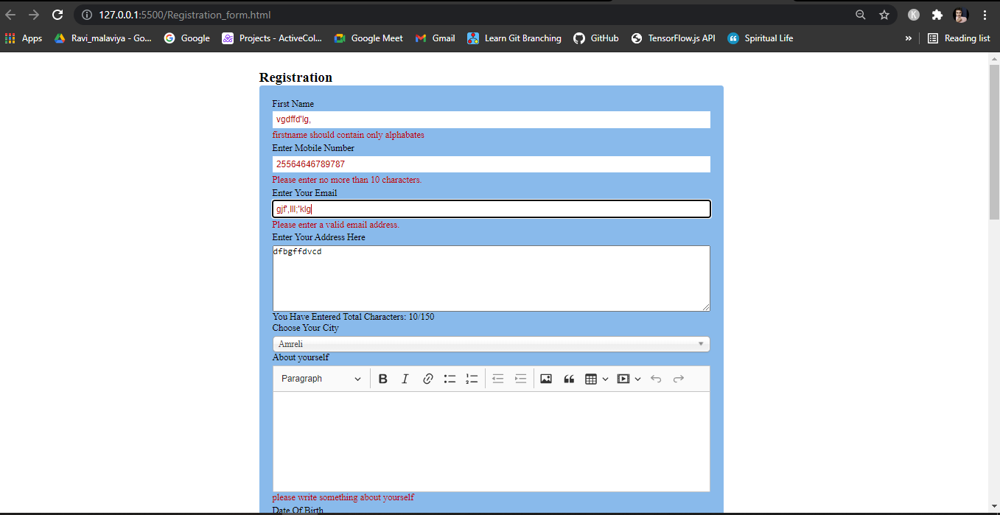 127.0.0.1:5500/Registration_form.html
K
Apps Ravi_malaviya - Go... Google Projects - ActiveCol... Google Meet Gmail Learn Git Branching GitHub TensorFlow.js API Spiritual Life » Reading list
Registration
First Name
vgdffd'lg,
firstname should contain only alphabates
Enter Mobile Number
25564646789787
Please enter no more than 10 characters.
Enter Your Email
gjf',lll;'klg
Please enter a valid email address.
Enter Your Address Here
dfbgffdvcd
You Have Entered Total Characters: 10/150
Choose Your City
Amreli
About yourself
Paragraph B I
please write something about yourself
Date Of Birth